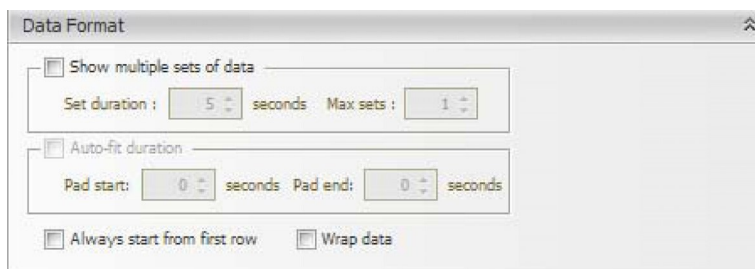 Data Format
Show multiple sets of data
Set duration : 5 seconds Max sets : 1
Auto-fit duration
Pad start: 0 seconds Pad end: 0 seconds
Always start from first row Wrap data